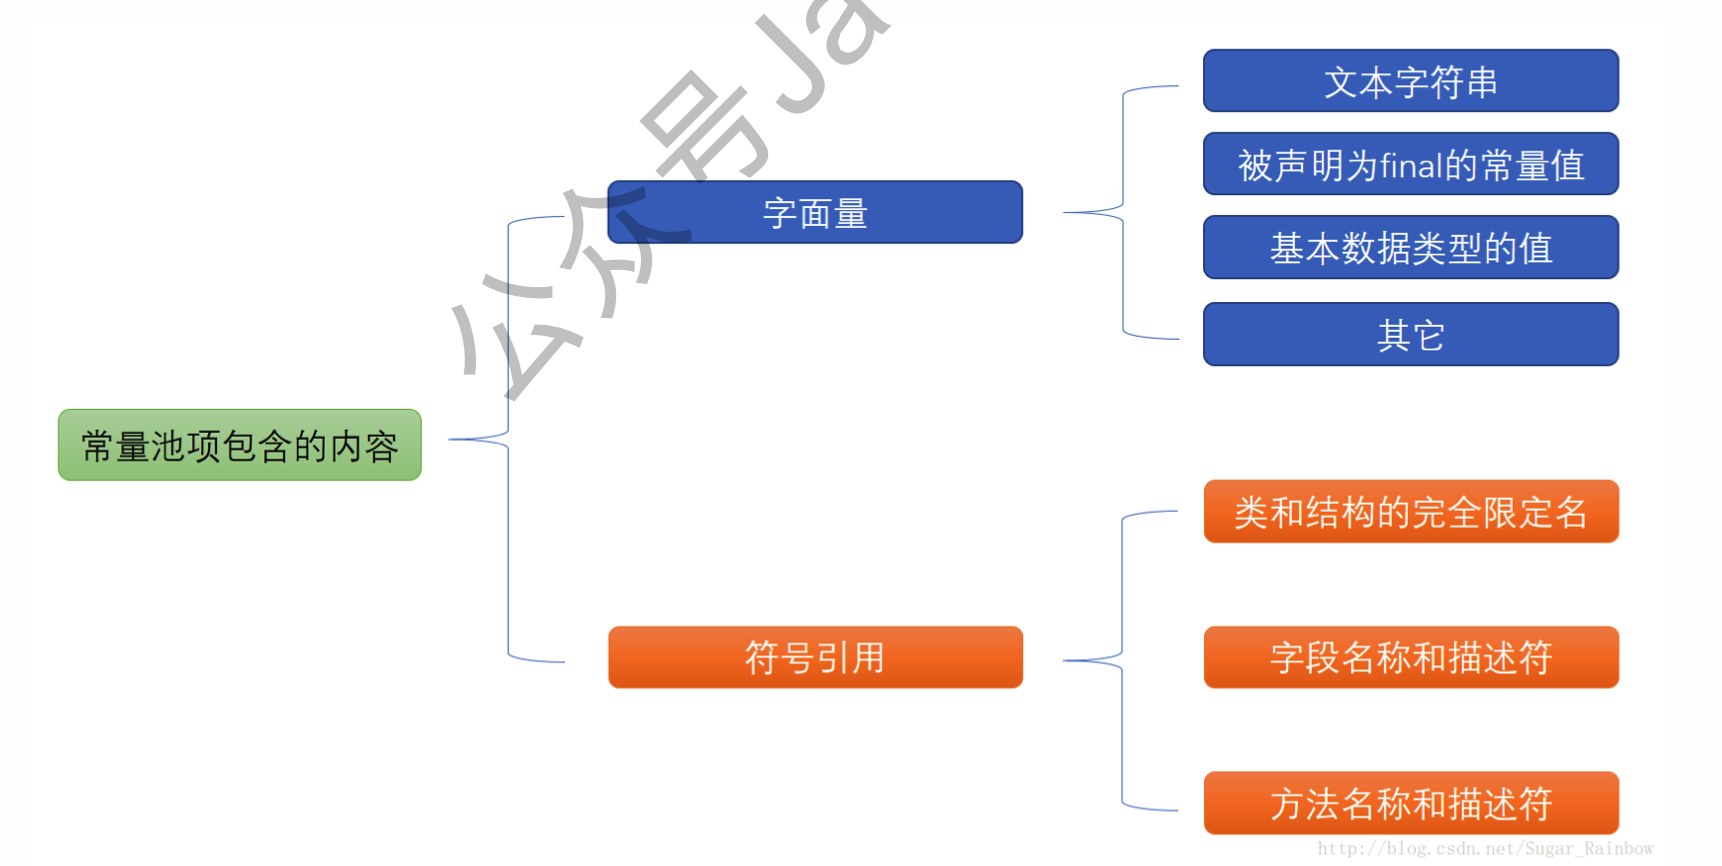 公众号Ja
文本字符串
被声明为final的常量值
字面量
基本数据类型的值
其它
常量池项包含的内容
类和结构的完全限定名
符号引用
字段名称和描述符
方法名称和描述符
http://blog.csdn.net/Sugar_Rainbow